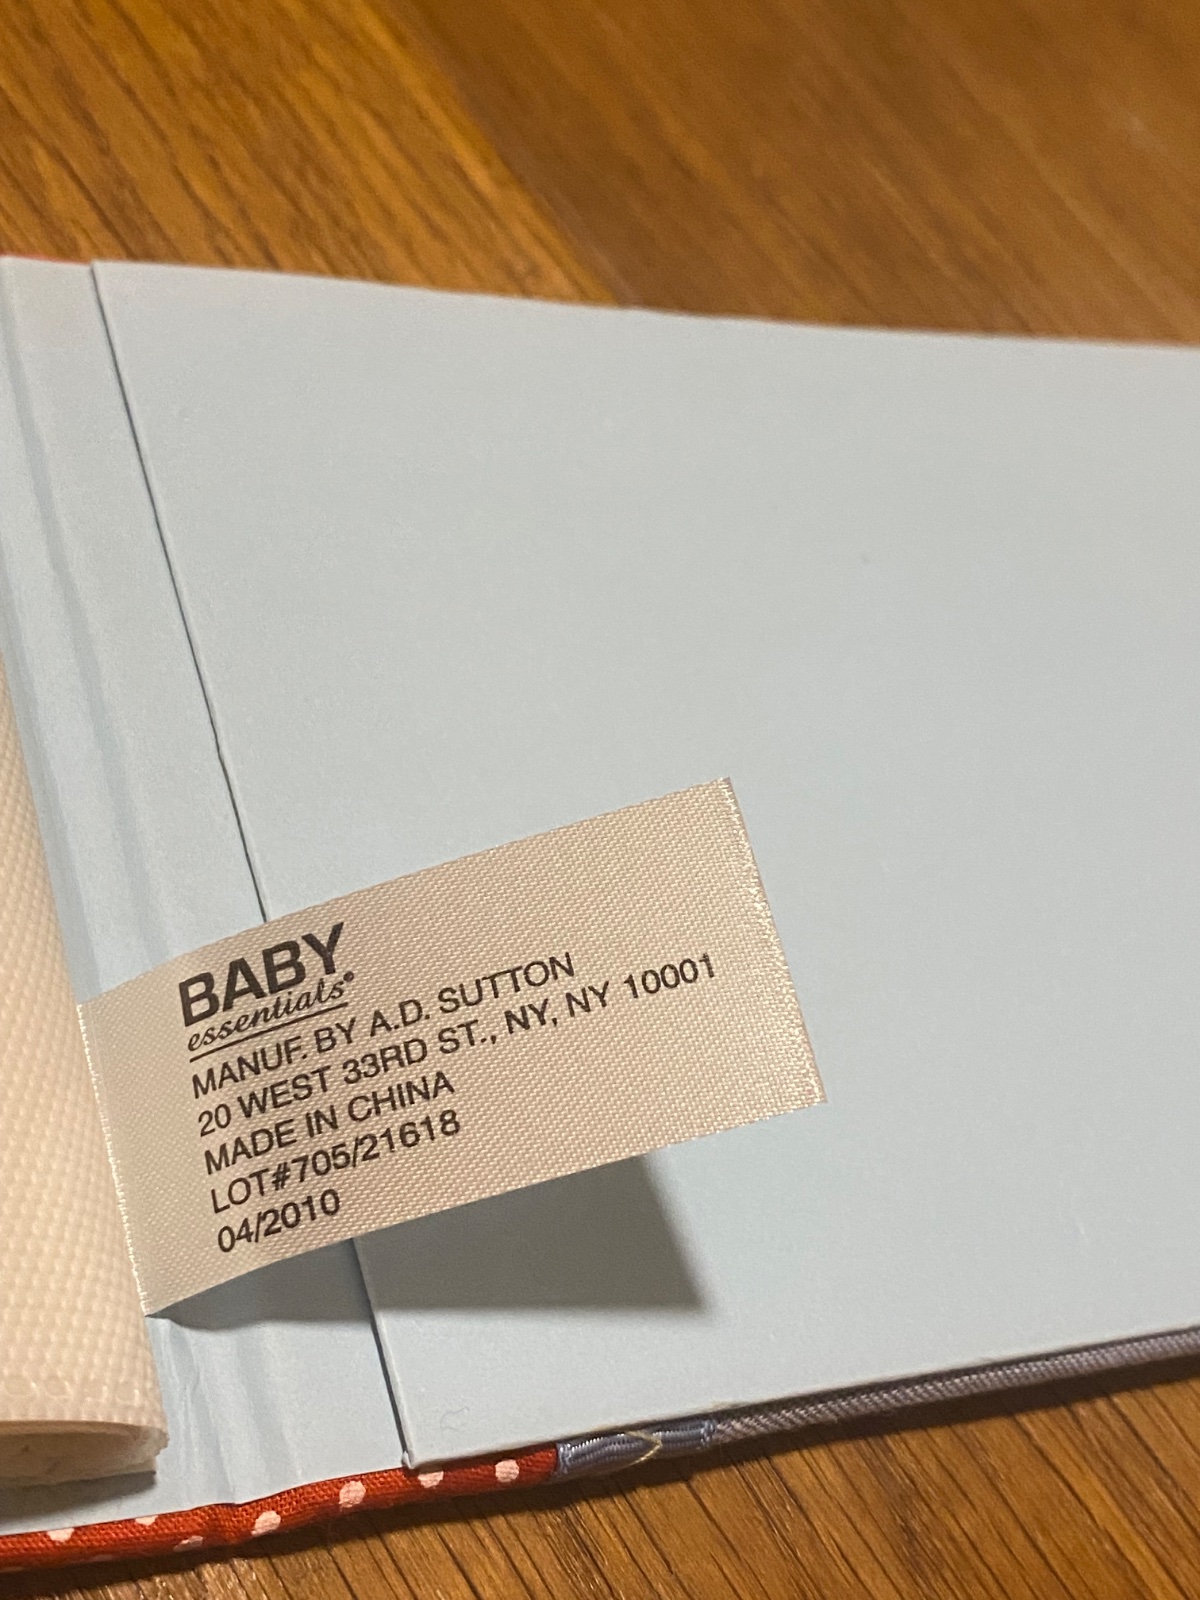 BABY
essentials®
MANUF. BY A.D. SUTTON
20 WEST 33RD ST., NY, NY 10001
MADE IN CHINA
LOT#705/21618
04/2010